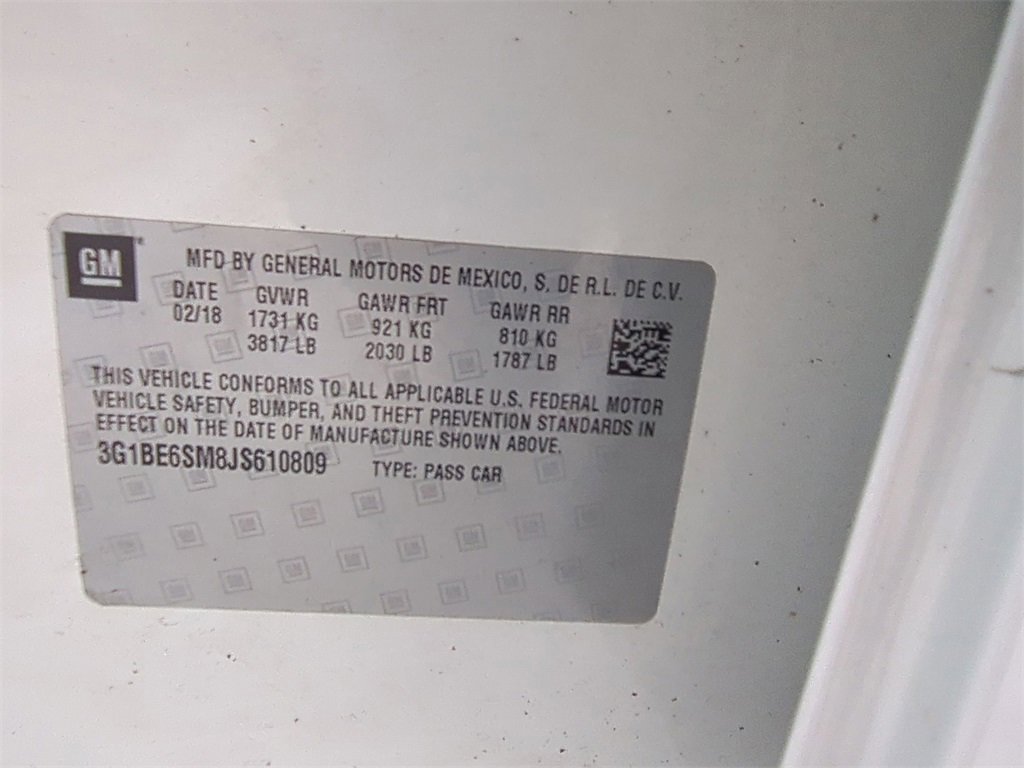 GM
MFD BY GENERAL MOTORS DE MEXICO, S. DE R.L. DE C.V.
DATE GVWR GAWR FRT GAWR RR
02/18 1731 KG 921 KG 810 KG
3817 LB 2030 LB 1787 LB
THIS VEHICLE CONFORMS TO ALL APPLICABLE U.S. FEDERAL MOTOR
VEHICLE SAFETY, BUMPER, AND THEFT PREVENTION STANDARDS IN
EFFECT ON THE DATE OF MANUFACTURE SHOWN ABOVE.
3G1BE6SM8JS610809 TYPE: PASS CAR